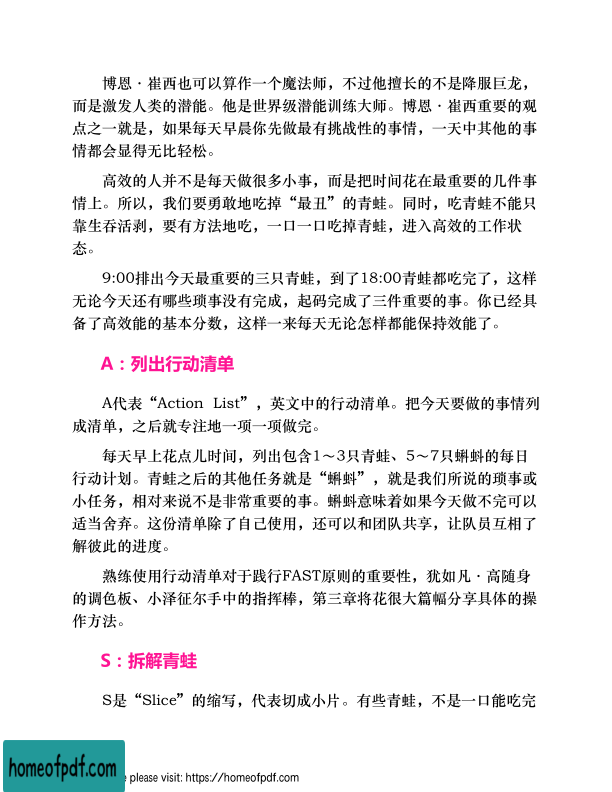 博恩·崔西也可以算作一个魔法师，不过他擅长的不是降服巨龙，
而是激发人类的潜能。他是世界级潜能训练大师。博恩·崔西重要的观
点之一就是，如果每天早晨你先做最有挑战性的事情，一天中其他的事
情都会显得无比轻松。
高效的人并不是每天做很多小事，而是把时间花在最重要的几件事
情上。所以，我们要勇敢地吃掉“最丑”的青蛙。同时，吃青蛙不能只
靠生吞活剥，要有方法地吃，一口一口吃掉青蛙，进入高效的工作状
态。
9:00排出今天最重要的三只青蛙，到了18:00青蛙都吃完了，这样
无论今天还有哪些琐事没有完成，起码完成了三件重要的事。你已经具
备了高效能的基本分数，这样一来每天无论怎样都能保持效能了。
A：列出行动清单
A代表“Action List”，英文中的行动清单。把今天要做的事情列
成清单，之后就专注地一项一项做完。
每天早上花点儿时间，列出包含1～3只青蛙、5～7只蝌蚪的每日
行动计划。青蛙之后的其他任务就是“蝌蚪”，就是我们所说的琐事或
小任务，相对来说不是非常重要的事。蝌蚪意味着如果今天做不完可以
适当舍弃。这份清单除了自己使用，还可以和团队共享，让队员互相了
解彼此的进度。
熟练使用行动清单对于践行FAST原则的重要性，犹如凡·高随身
的调色板、小泽征尔手中的指挥棒，第三章将花很大篇幅分享具体的操
作方法。
S：拆解青蛙
S是“Slice”的缩写，代表切成小片。有些青蛙，不是一口能吃完
homeofpdf.com
please visit: https://homeofpdf.com